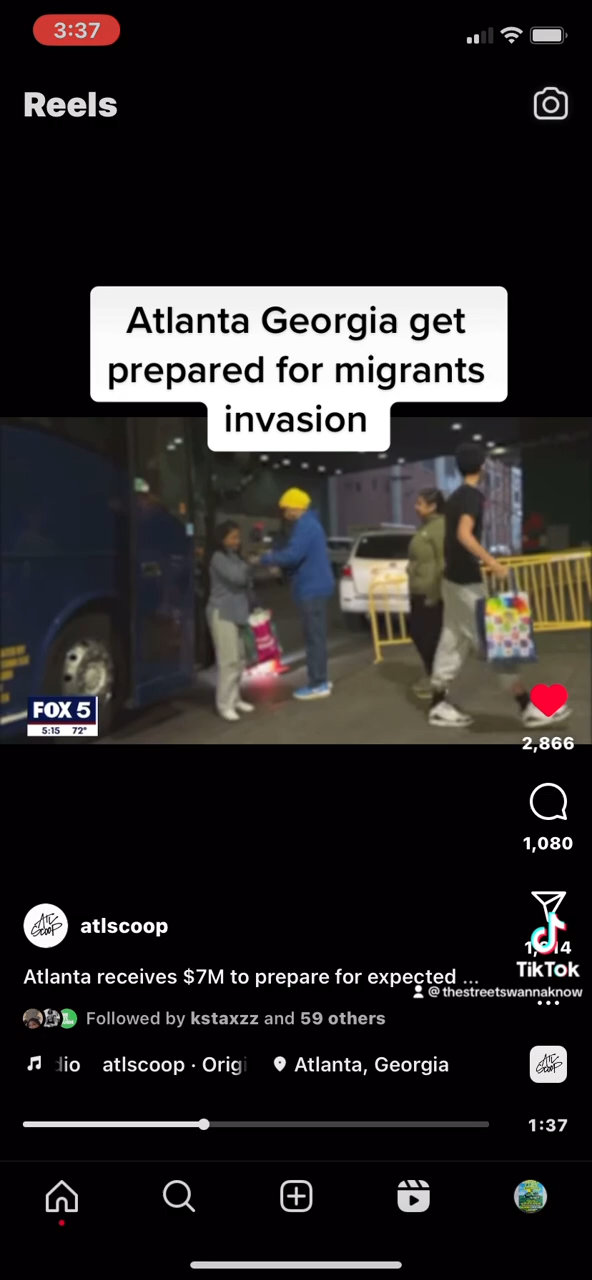 3:37
Reels
Atlanta Georgia get
prepared for migrants
invasion
FOX 5
5:15 72°
2,866
1,080
atlscoop
Atlanta receives $7M to prepare for expected ...
TikTok
@thestreetswannaknow
Followed by kstaxzz and 59 others
dio atlscoop · Origi
Atlanta, Georgia
1:37